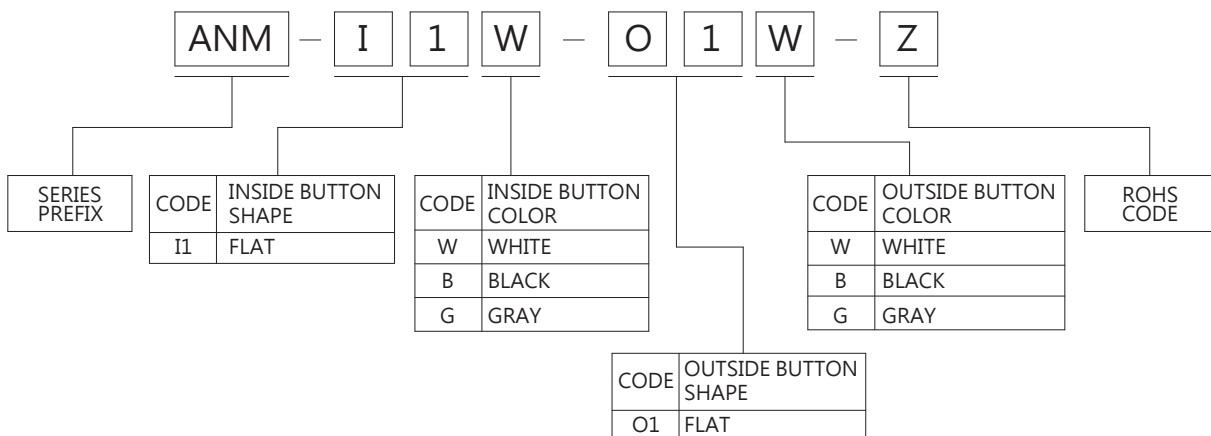 ANM — I 1 W — O 1 W — Z
SERIES
PREFIX
CODE INSIDE BUTTON
SHAPE
I1 FLAT
CODE INSIDE BUTTON
COLOR
W WHITE
B BLACK
G GRAY
CODE OUTSIDE BUTTON
SHAPE
O1 FLAT
CODE OUTSIDE BUTTON
COLOR
W WHITE
B BLACK
G GRAY
ROHS
CODE